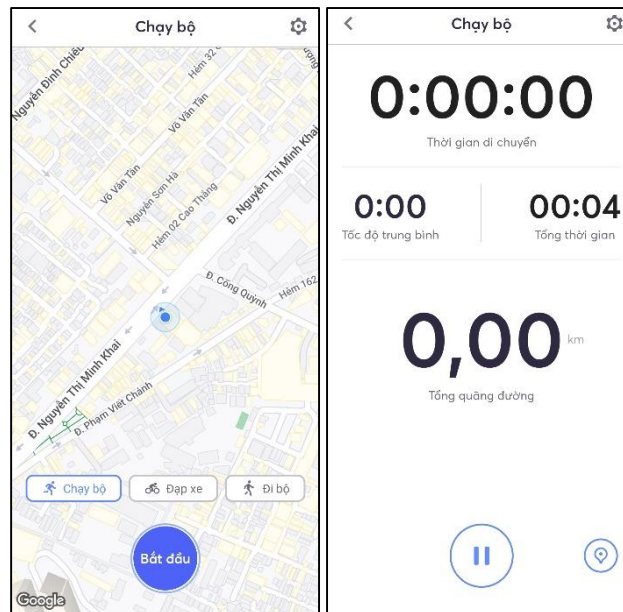 Chạy bộ
Nguyễn Đình Chiểu
Hẻm 32
Võ Văn Tần
Võ Văn Tần
Nguyễn Sơn Hà
Hẻm 02 Cao Thắng
Đ. Nguyễn Thị Minh Khai
Đ. Cống Quỳnh
Hẻm 162
Đ. Nguyễn Thị Minh Khai
Đ. Phạm Viết Chánh
Chạy bộ
Đạp xe
Đi bộ
Bắt đầu
Google
Chạy bộ
0:00:00
Thời gian di chuyển
0:00
00:04
Tốc độ trung bình
Tổng thời gian
0,00 km
Tổng quãng đường